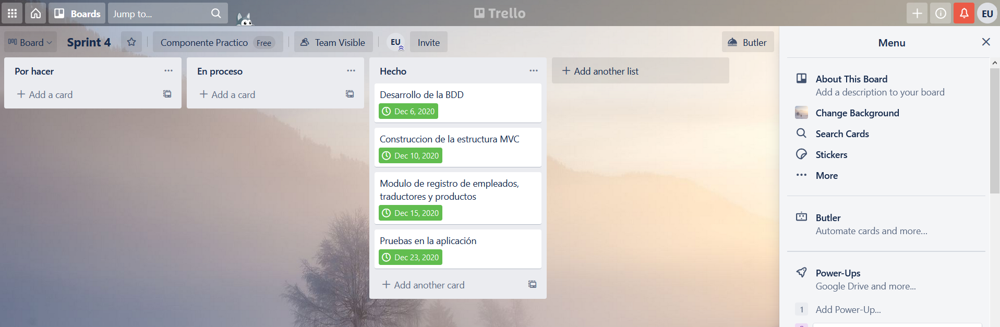 Boards
Jump to...
Trello
EU
Board
Sprint 4
Componente Practico Free
Team Visible
EU
Invite
Butler
Por hacer
+ Add a card
En proceso
+ Add a card
Hecho
Desarrollo de la BDD
Dec 6, 2020
Construccion de la estructura MVC
Dec 10, 2020
Modulo de registro de empleados,
traductores y productos
Dec 15, 2020
Pruebas en la aplicación
Dec 23, 2020
+ Add another card
+ Add another list
Menu
About This Board
Add a description to your board
Change Background
Search Cards
Stickers
More
Butler
Automate cards and more...
Power-Ups
Google Drive and more...
1 Add Power-Up...